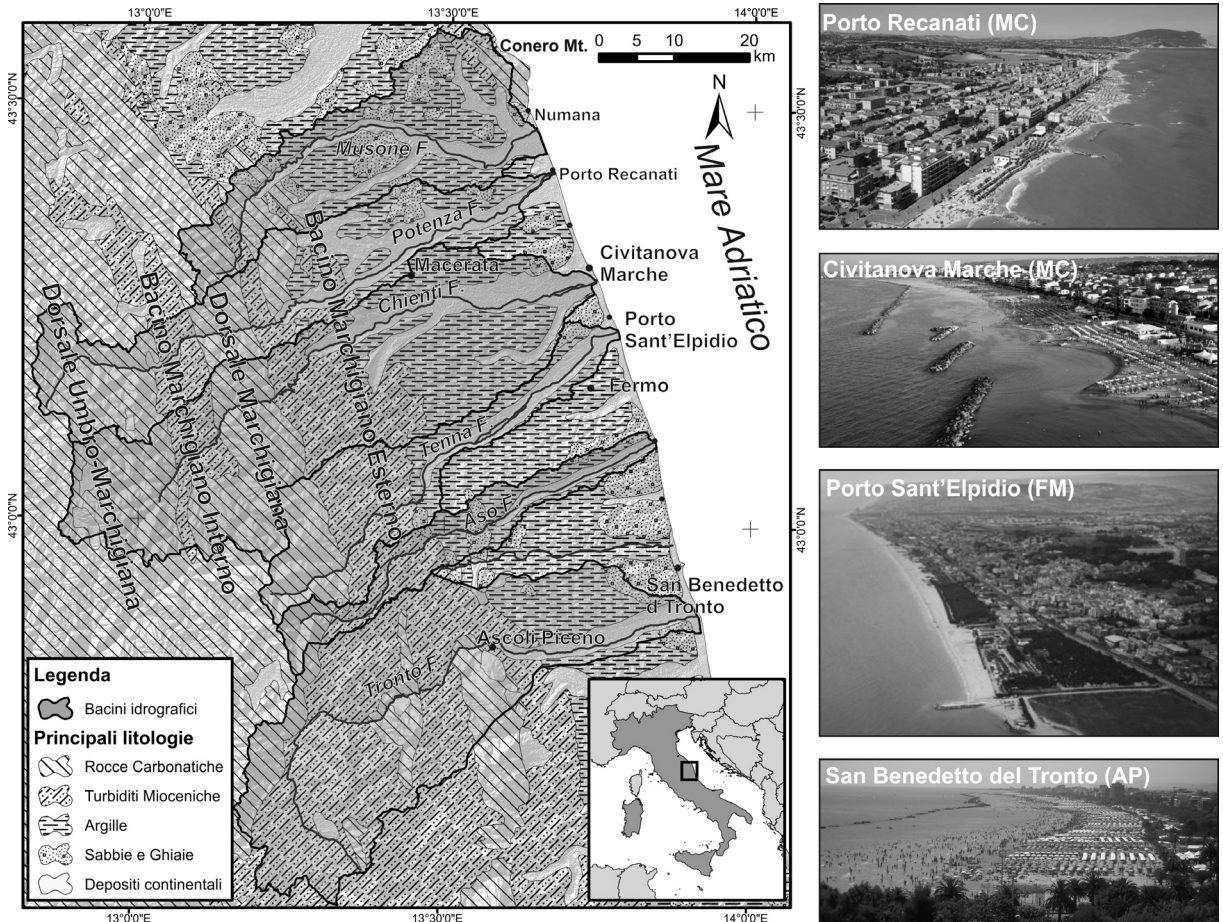 13°0'0"E
13°30'0"E
14°0'0"E
Conero Mt.
0 5 10 20
km
N
43°30'0"N
43°30'0"N
Numana
Musone F.
Porto Recanati
Mare Adriatico
Potenza F.
Macerata
Civitanova
Marche
Chienti F.
Porto
Sant'Elpidio
Fermo
Tenna F.
Dorsale Umbro-Marchigiana
Bacino Marchigiano Interno
Dorsale Marchigiana
Bacino Marchigiano Esterno
43°0'0"N
43°0'0"N
Aso F.
San Benedetto
d Tronto
Ascoli Piceno
Tronto F.
Legenda
Bacini idrografici
Principali litologie
Rocce Carbonatiche
Turbiditi Mioceniche
Argille
Sabbie e Ghiaie
Depositi continentali
13°0'0"E
13°30'0"E
14°0'0"E
Porto Recanati (MC)
Civitanova Marche (MC)
Porto Sant'Elpidio (FM)
San Benedetto del Tronto (AP)